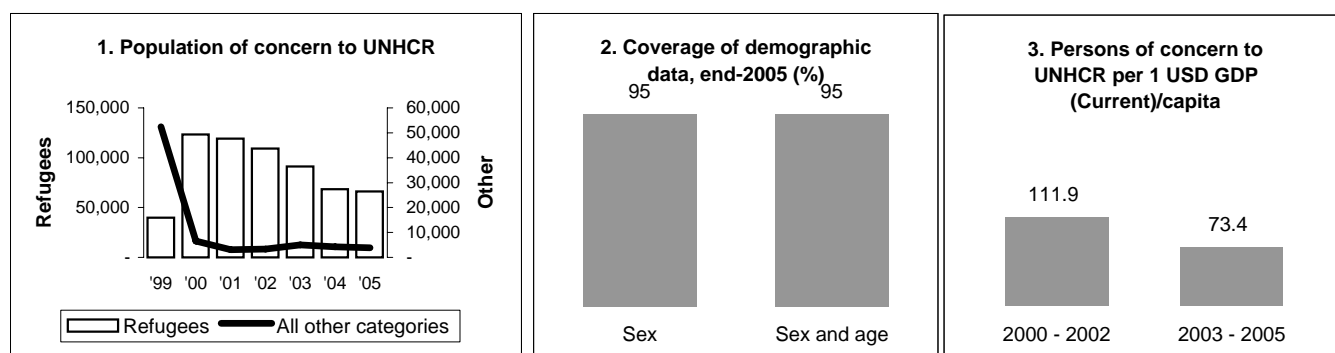 1. Population of concern to UNHCR
150,000
100,000
50,000
-
Refugees
60,000
50,000
40,000
30,000
20,000
10,000
-
Other
'99 '00 '01 '02 '03 '04 '05
Refugees All other categories
2. Coverage of demographic
data, end-2005 (%)
95 95
Sex Sex and age
3. Persons of concern to
UNHCR per 1 USD GDP
(Current)/capita
111.9
73.4
2000 - 2002 2003 - 2005